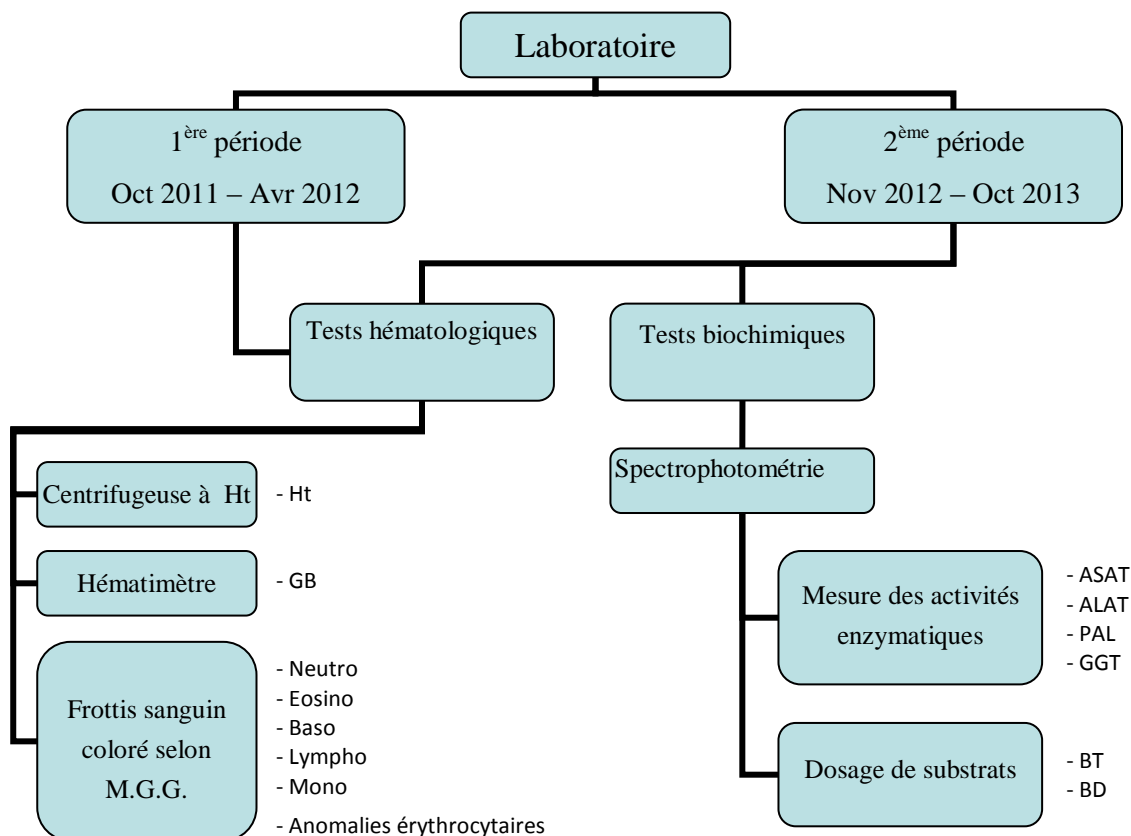 Laboratoire
1ère période
Oct 2011 – Avr 2012
2ème période
Nov 2012 – Oct 2013
Tests hématologiques
Tests biochimiques
Centrifugeuse à Ht
- Ht
Hématimètre
- GB
Frottis sanguin
coloré selon
M.G.G.
- Neutro
- Eosino
- Baso
- Lympho
- Mono
- Anomalies érythrocytaires
Spectrophotométrie
Mesure des activités
enzymatiques
- ASAT
- ALAT
- PAL
- GGT
Dosage de substrats
- BT
- BD